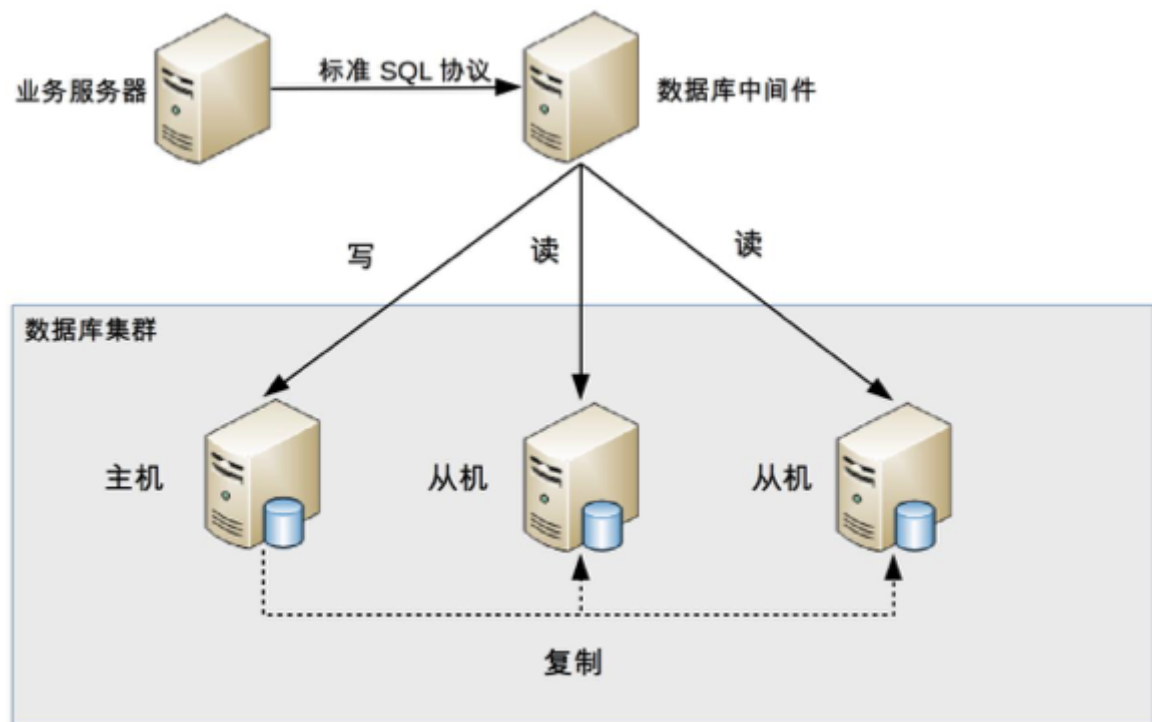 业务服务器
标准 SQL 协议
数据库中间件
写
读
读
数据库集群
主机
从机
从机
复制